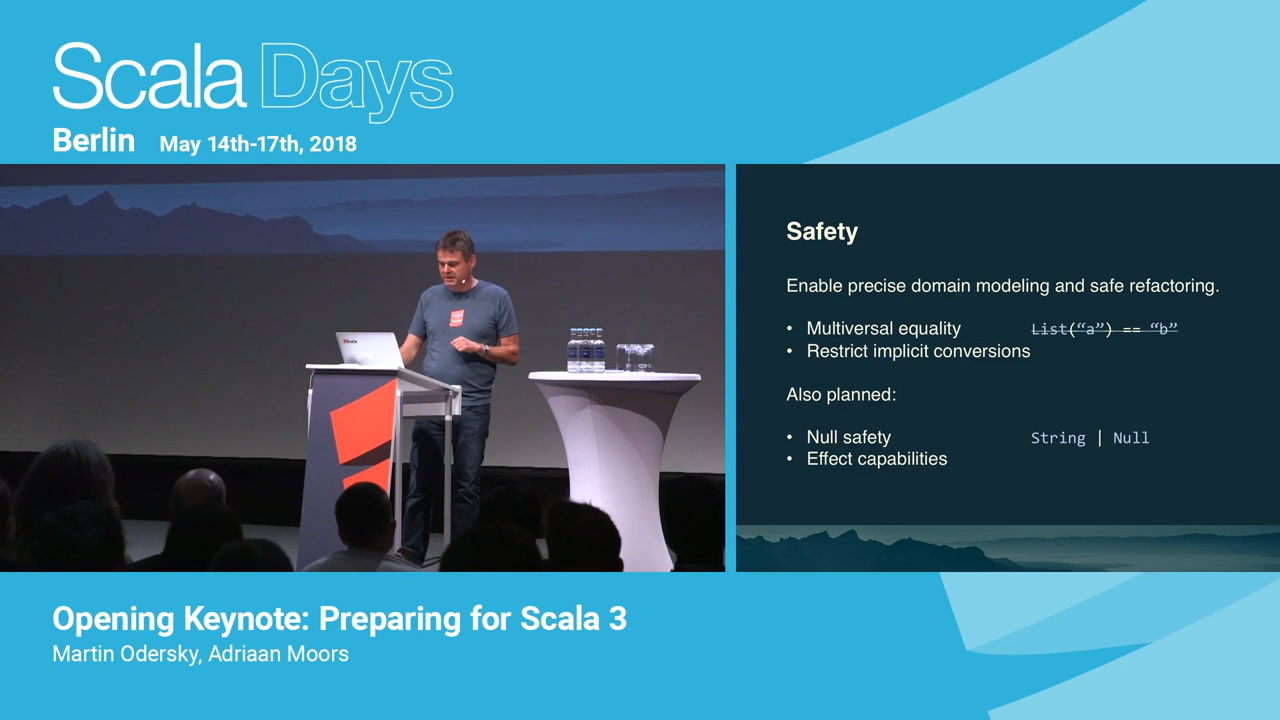 Scala Days
Berlin May 14th-17th, 2018
Scala
Safety
Enable precise domain modeling and safe refactoring.
• Multiversal equality List(“a”) == “b”
• Restrict implicit conversions
Also planned:
• Null safety String | Null
• Effect capabilities
Opening Keynote: Preparing for Scala 3
Martin Odersky, Adriaan Moors